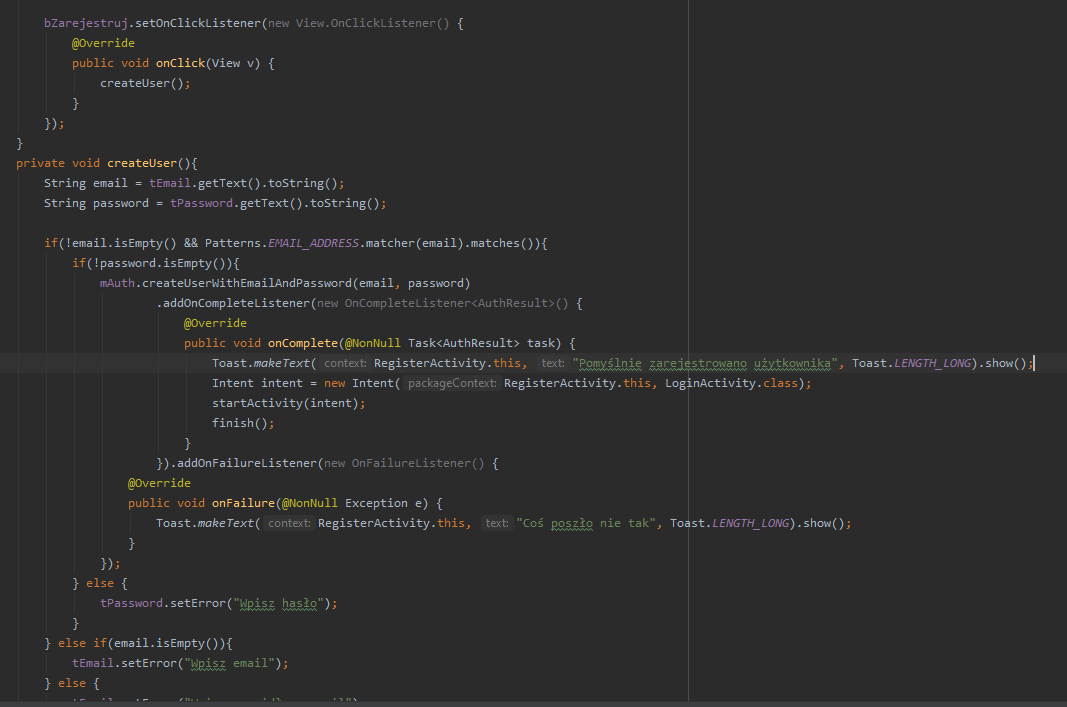 bZarejestruj.setOnClickListener(new View.OnClickListener() {
@Override
public void onClick(View v) {
createUser();
}
});
}
private void createUser(){
String email = tEmail.getText().toString();
String password = tPassword.getText().toString();
if(!email.isEmpty() && Patterns.EMAIL_ADDRESS.matcher(email).matches()){
if(!password.isEmpty()){
mAuth.createUserWithEmailAndPassword(email, password)
.addOnCompleteListener(new OnCompleteListener<AuthResult>() {
@Override
public void onComplete(@NonNull Task<AuthResult> task) {
Toast.makeText( context: RegisterActivity.this, text: "Pomyślnie zarejestrowano użytkownika", Toast.LENGTH_LONG).show();
Intent intent = new Intent( packageContext: RegisterActivity.this, LoginActivity.class);
startActivity(intent);
finish();
}
}).addOnFailureListener(new OnFailureListener() {
@Override
public void onFailure(@NonNull Exception e) {
Toast.makeText( context: RegisterActivity.this, text: "Coś poszło nie tak", Toast.LENGTH_LONG).show();
}
});
} else {
tPassword.setError("Wpisz hasło");
}
} else if(email.isEmpty()){
tEmail.setError("Wpisz email");
} else {